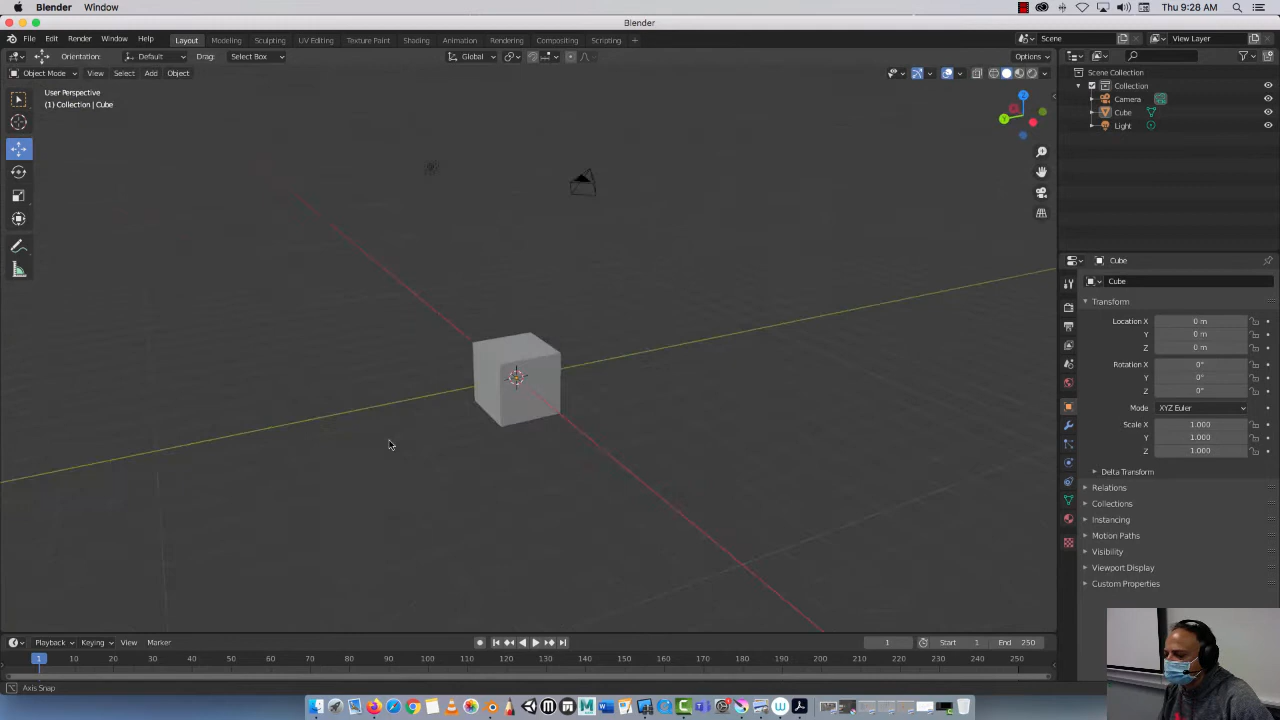 Blender Window Thu 9:28 AM
Blender
File Edit Render Window Help Layout Modeling Sculpting UV Editing Texture Paint Shading Animation Rendering Compositing Scripting + Scene View Layer
Orientation: Default Drag: Select Box Global Options
Object Mode View Select Add Object
User Perspective
(1) Collection | Cube
Z
Y
Scene Collection
Collection
Camera
Cube
Light
Cube
Cube
Transform
Location X 0 m
Y 0 m
Z 0 m
Rotation X 0°
Y 0°
Z 0°
Mode XYZ Euler
Scale X 1.000
Y 1.000
Z 1.000
Delta Transform
Relations
Collections
Instancing
Motion Paths
Visibility
Viewport Display
Custom Properties
Playback Keying View Marker 1 Start 1 End 250
1 10 20 30 40 50 60 70 80 90 100 110 120 130 140 150 160 170 180 190 200 210 220 230 240 250
Axis Snap